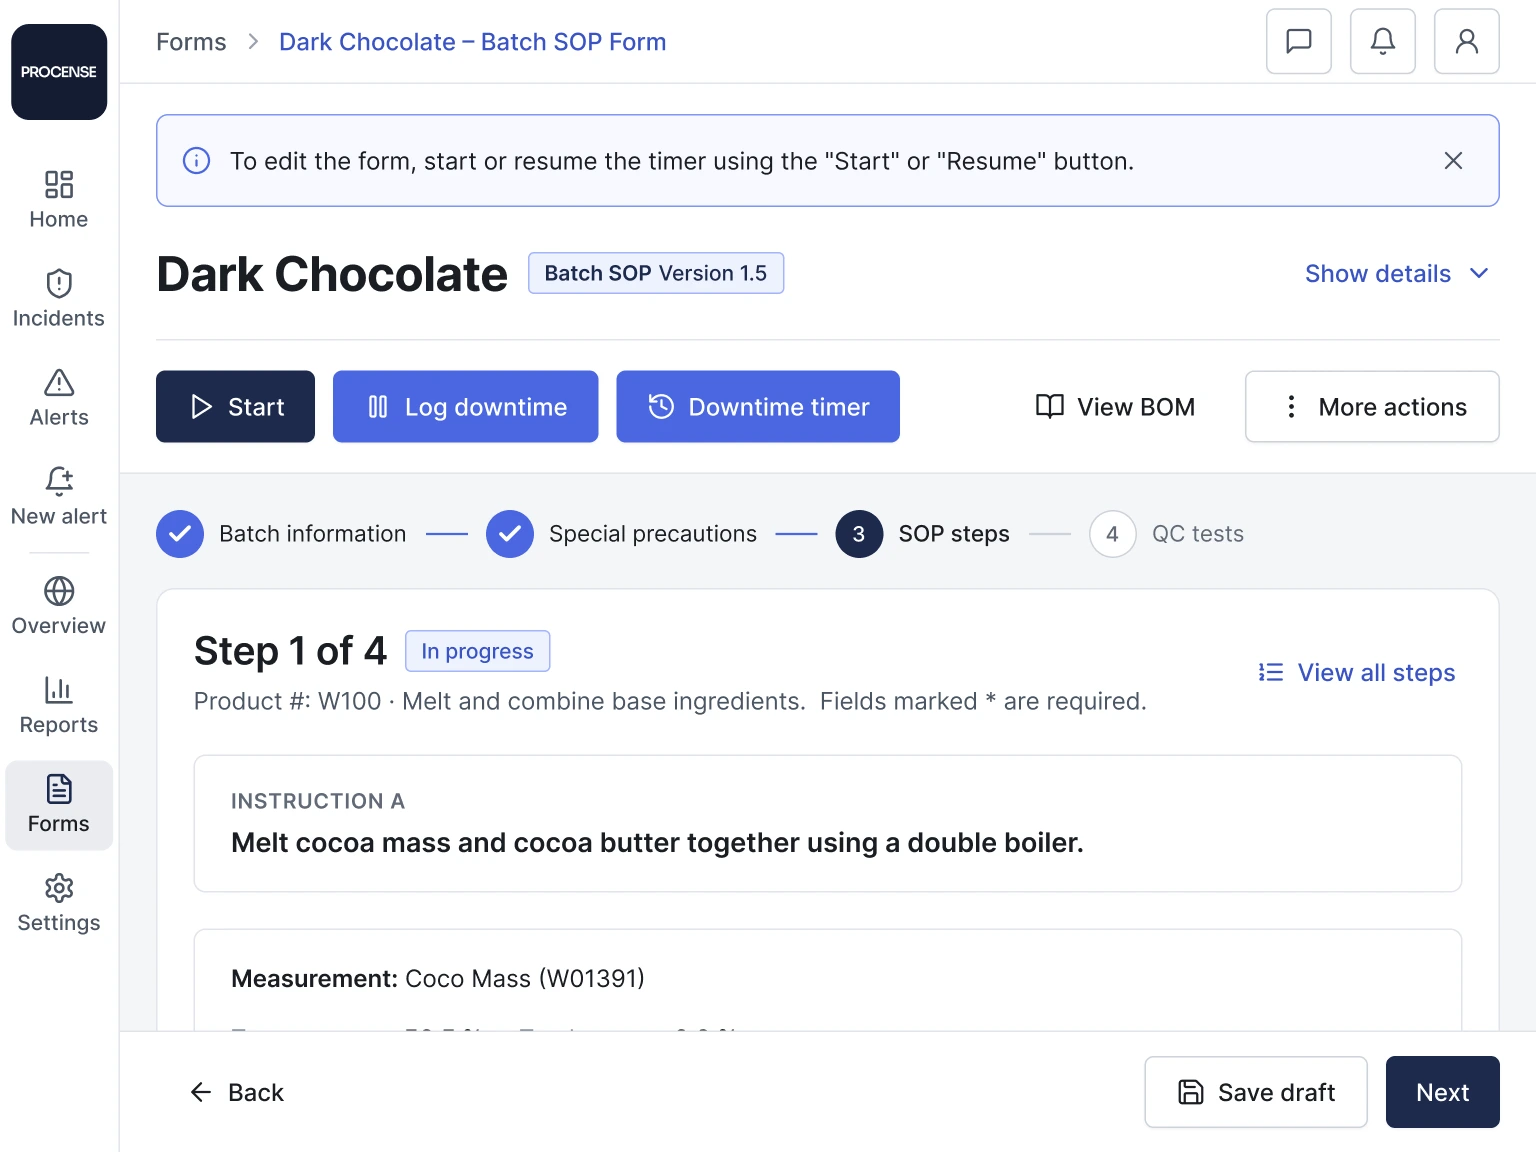 PROCENSE
Forms
Dark Chocolate – Batch SOP Form
Home
Incidents
Alerts
New alert
Overview
Reports
Forms
Settings
To edit the form, start or resume the timer using the "Start" or "Resume" button.
Dark Chocolate
Batch SOP Version 1.5
Show details
Start
Log downtime
Downtime timer
View BOM
More actions
Batch information
Special precautions
3 SOP steps
4 QC tests
Step 1 of 4
In progress
View all steps
Product #: W100 · Melt and combine base ingredients. Fields marked * are required.
INSTRUCTION A
Melt cocoa mass and cocoa butter together using a double boiler.
Measurement: Coco Mass (W01391)
Back
Save draft
Next